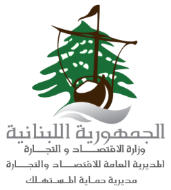 الجمهورية اللبنانية
وزارة الاقتصاد و التجارة
المديرية العامة للاقتصاد والتجارة
مديرية حماية المستهلك